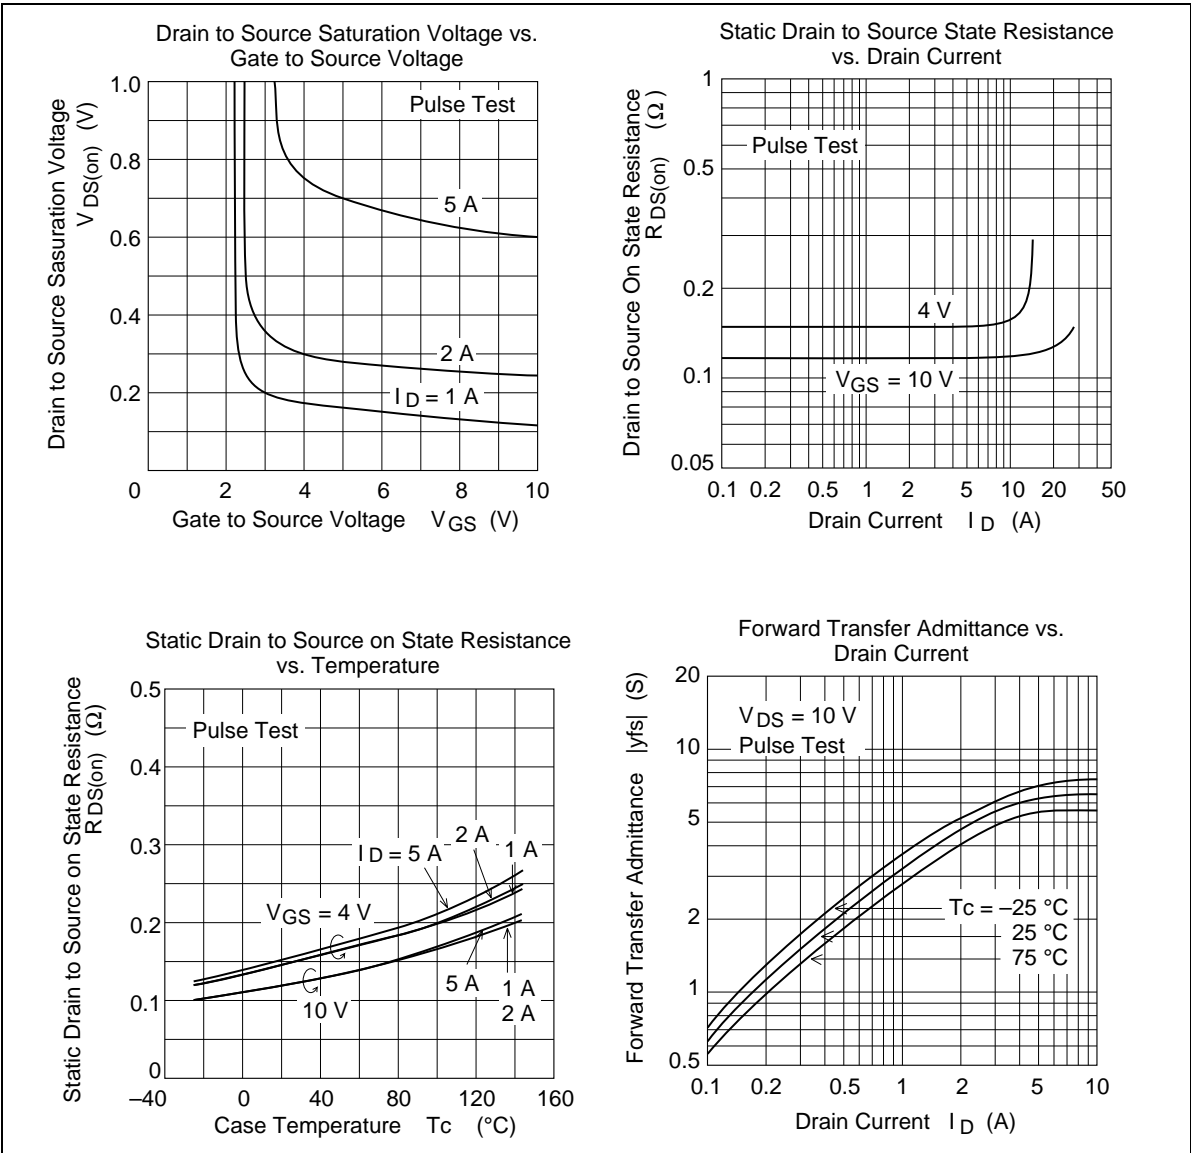 Drain to Source Saturation Voltage vs.
Gate to Source Voltage
Drain to Source Sasuration Voltage
V DS(on) (V)
1.0
0.8
0.6
0.4
0.2
0
2
4
6
8
10
Pulse Test
5 A
2 A
I D = 1 A
Gate to Source Voltage V GS (V)
Static Drain to Source State Resistance
vs. Drain Current
Drain to Source On State Resistance
R DS(on) (Ω)
1
0.5
0.2
0.1
0.05
Pulse Test
4 V
V GS = 10 V
0.1 0.2 0.5 1 2 5 10 20 50
Drain Current I D (A)
Static Drain to Source on State Resistance
vs. Temperature
Static Drain to Source on State Resistance
R DS(on) (Ω)
0.5
0.4
0.3
0.2
0.1
0
Pulse Test
I D = 5 A
2 A
1 A
V GS = 4 V
10 V
5 A
1 A
2 A
–40 0 40 80 120 160
Case Temperature Tc (°C)
Forward Transfer Admittance vs.
Drain Current
Forward Transfer Admittance |yfs| (S)
20
10
5
2
1
0.5
V DS = 10 V
Pulse Test
Tc = –25 °C
25 °C
75 °C
0.1 0.2 0.5 1 2 5 10
Drain Current I D (A)